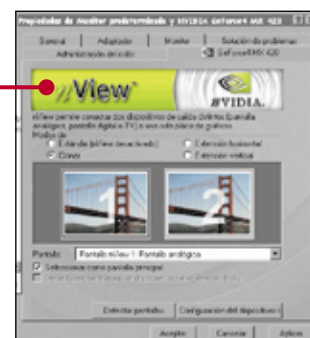 Propiedades de Monitor predeterminado y NVIDIA GeForce4 MX 420
General Adaptador Monitor Solución de problemas
Administración del color GeForce4 MX 420
nView
NVIDIA.
nView permite conectar dos dispositivos de salida distintos (pantalla
analógica, pantalla digital o TV) a una sola placa de gráficos.
Modos de
Estándar (nView desactivado) Extensión horizontal
Clonar Extensión vertical
1 2
Pantalla: Pantalla nView 1: Pantalla analógica
Seleccionar como pantalla principal
Detectar pantallas Configuración del dispositivo
Aceptar Cancelar Aplicar